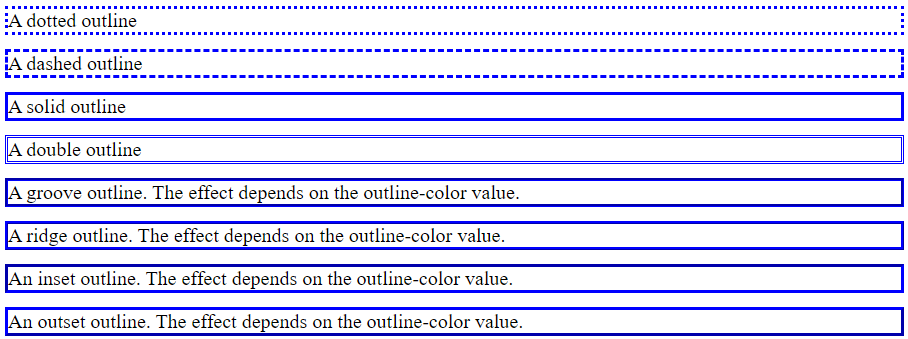 A dotted outline
A dashed outline
A solid outline
A double outline
A groove outline. The effect depends on the outline-color value.
A ridge outline. The effect depends on the outline-color value.
An inset outline. The effect depends on the outline-color value.
An outset outline. The effect depends on the outline-color value.